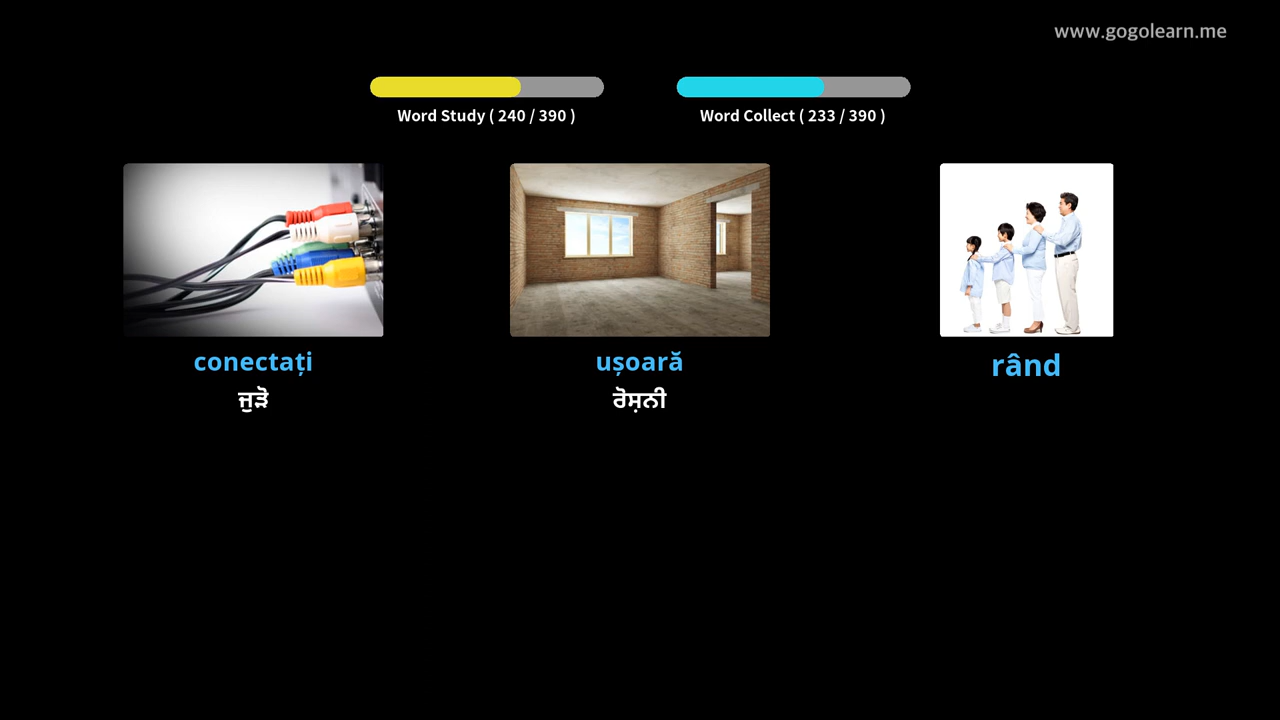 www.gogolearn.me
Word Study ( 240 / 390 )
Word Collect ( 233 / 390 )
conectați
ਜੁੜੋ
ușoară
ਰੋਸ਼ਨੀ
rând